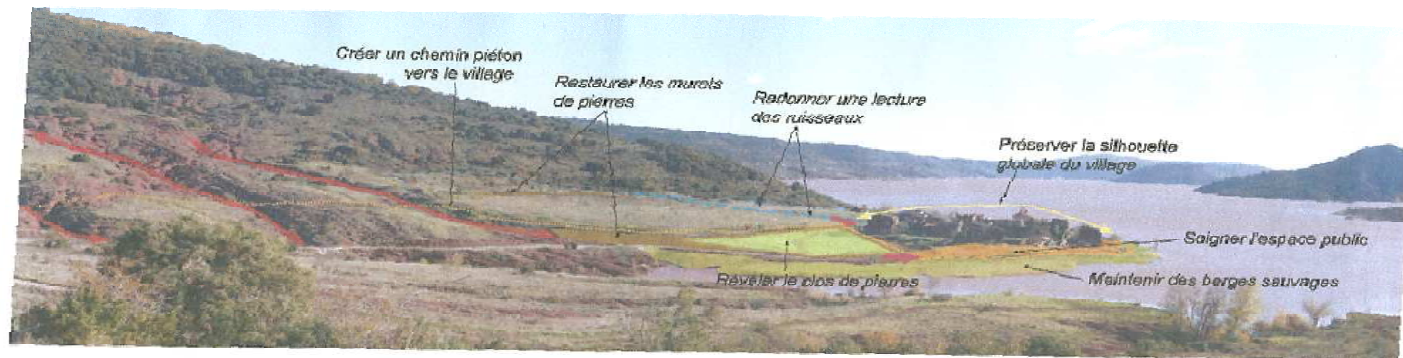 Créer un chemin piéton
vers le village
Restaurer les murets
de pierres
Redonner une lecture
des ruisseaux
Préserver la silhouette
globale du village
Soigner l'espace public
Révéler le clos de pierres
Maintenir des berges sauvages